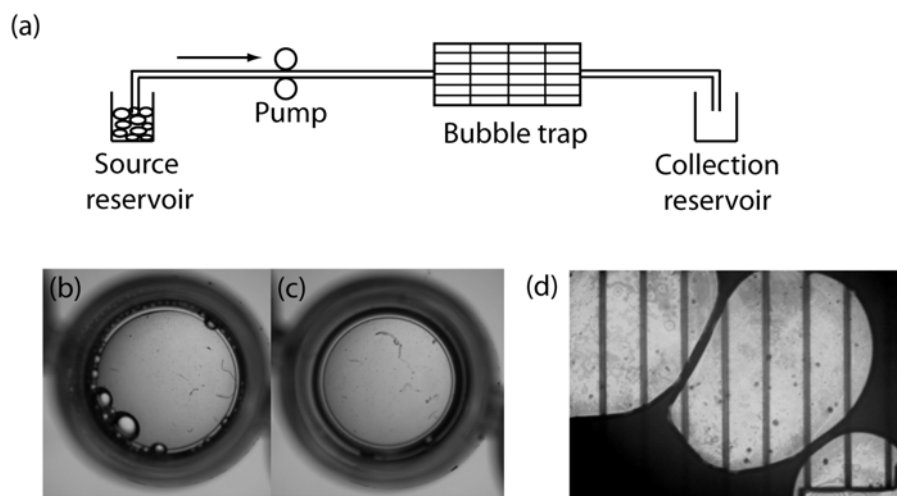 (a)
Pump
Bubble trap
Source
reservoir
Collection
reservoir
(b)
(c)
(d)